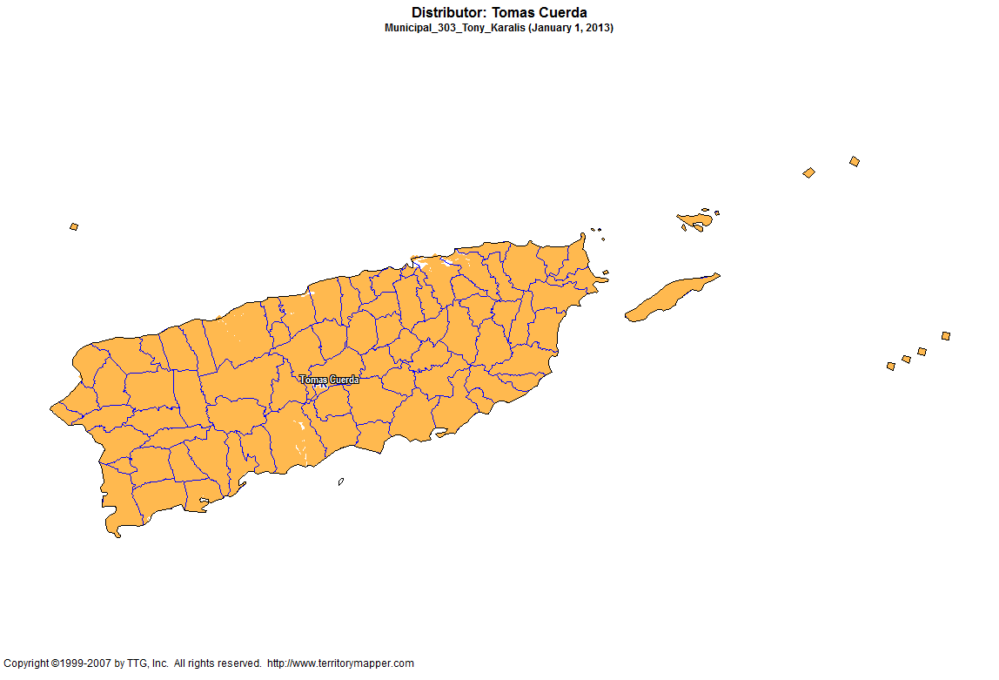 Distributor: Tomas Cuerda
Municipal_303_Tony_Karalis (January 1, 2013)
Tomas Cuerda
Copyright ©1999-2007 by TTG, Inc. All rights reserved. http://www.territorymapper.com